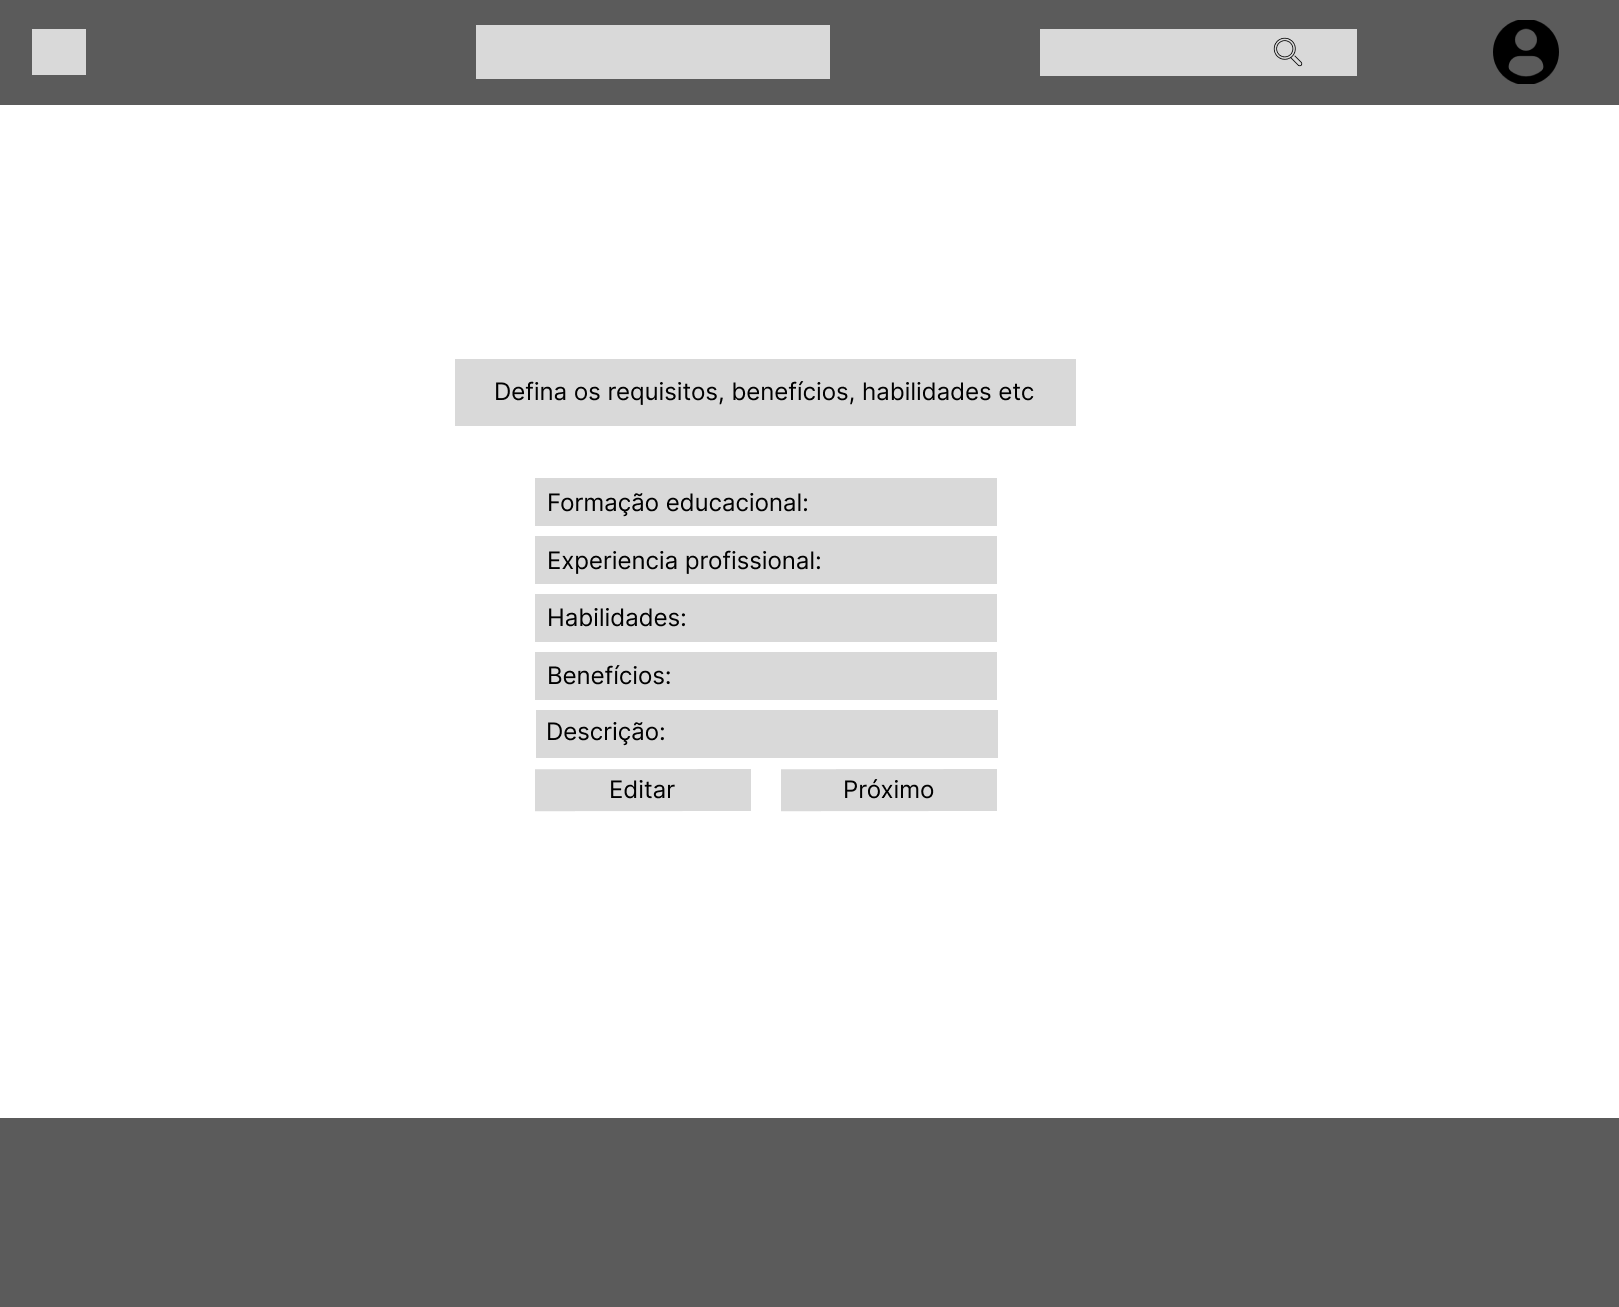 Defina os requisitos, benefícios, habilidades etc
Formação educacional:
Experiencia profissional:
Habilidades:
Benefícios:
Descrição:
Editar
Próximo